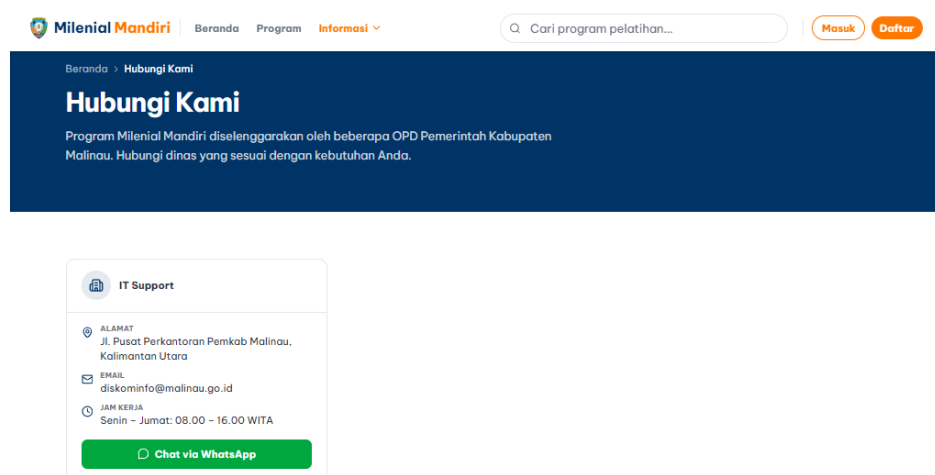 Milenial Mandiri
Beranda
Program
Informasi
Cari program pelatihan...
Masuk
Daftar
Beranda > Hubungi Kami
Hubungi Kami
Program Milenial Mandiri diselenggarakan oleh beberapa OPD Pemerintah Kabupaten
Malinau. Hubungi dinas yang sesuai dengan kebutuhan Anda.
IT Support
ALAMAT
Jl. Pusat Perkantoran Pemkab Malinau,
Kalimantan Utara
EMAIL
diskominfo@malinau.go.id
JAM KERJA
Senin – Jumat: 08.00 – 16.00 WITA
Chat via WhatsApp